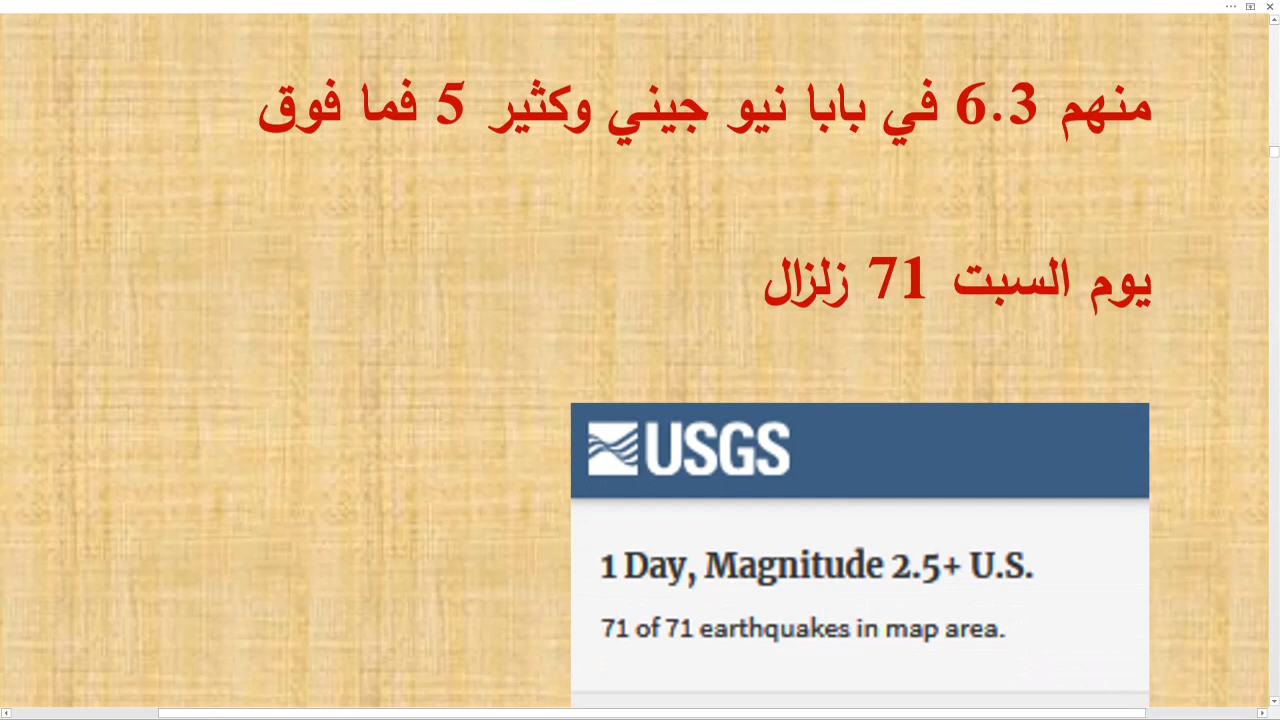 منهم 6.3 في بابا نيو جيني وكثير 5 فما فوق
يوم السبت 71 زلزال
USGS
1 Day, Magnitude 2.5+ U.S.
71 of 71 earthquakes in map area.